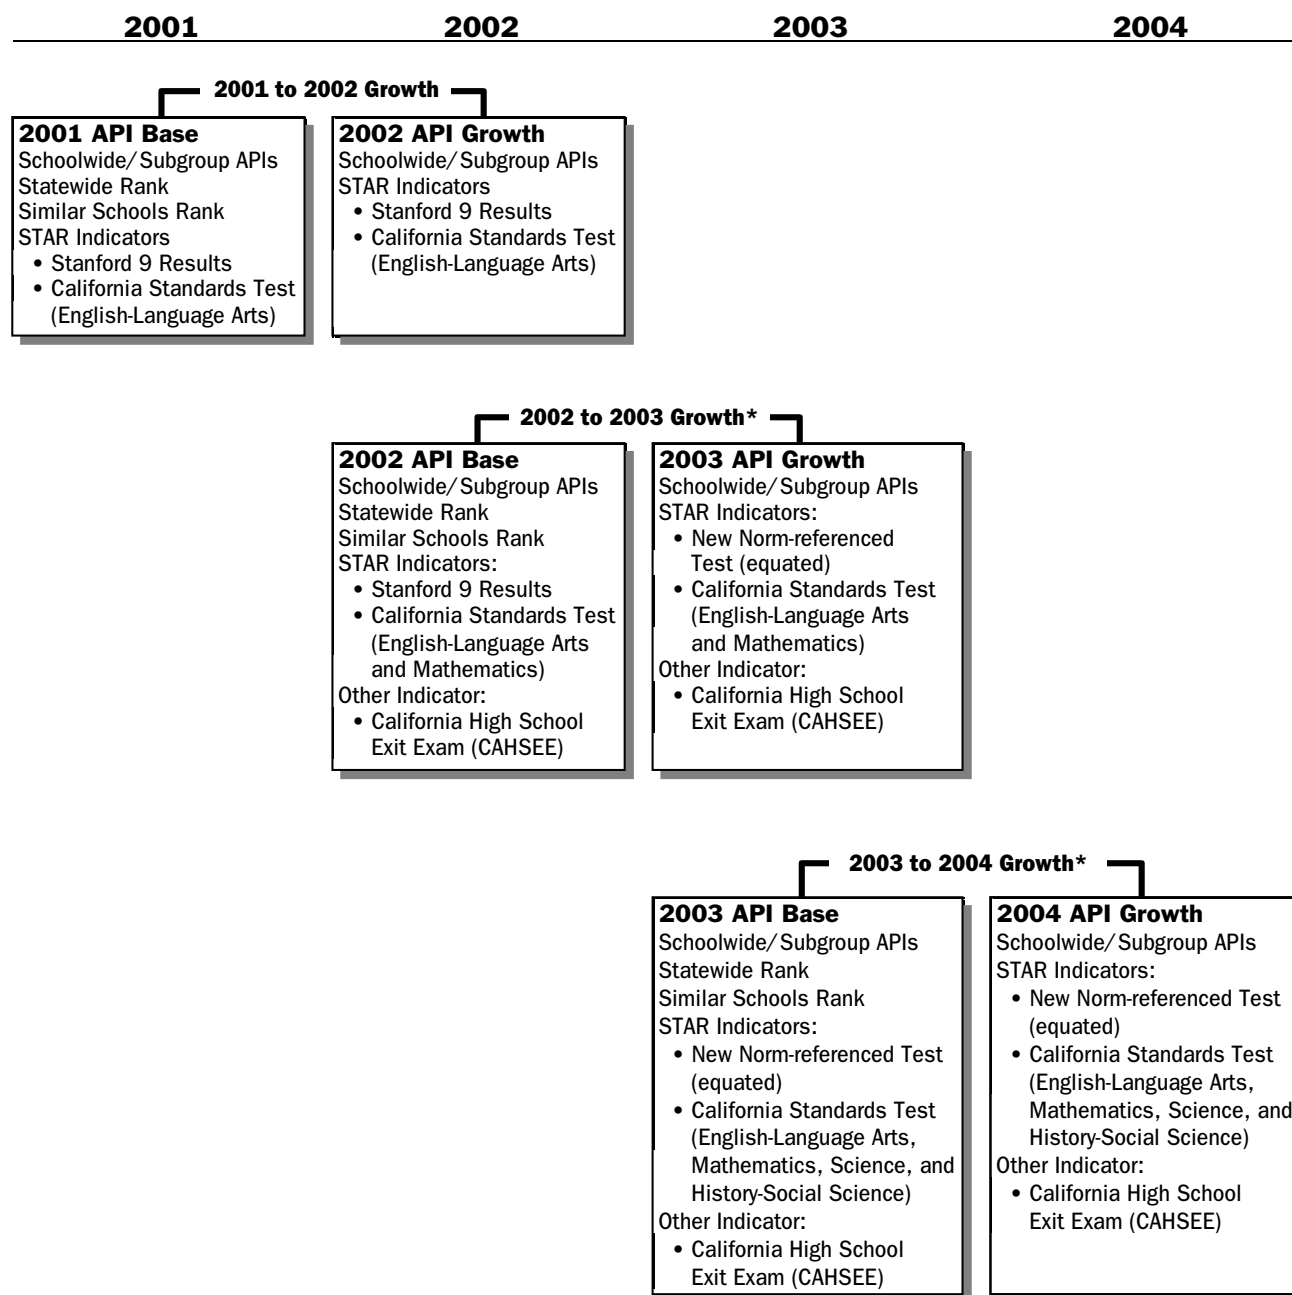 2001 2002 2003 2004
2001 to 2002 Growth
2001 API Base
Schoolwide/Subgroup APIs
Statewide Rank
Similar Schools Rank
STAR Indicators
• Stanford 9 Results
• California Standards Test
(English-Language Arts)
2002 API Growth
Schoolwide/Subgroup APIs
STAR Indicators
• Stanford 9 Results
• California Standards Test
(English-Language Arts)
2002 to 2003 Growth*
2002 API Base
Schoolwide/Subgroup APIs
Statewide Rank
Similar Schools Rank
STAR Indicators:
• Stanford 9 Results
• California Standards Test
(English-Language Arts
and Mathematics)
Other Indicator:
• California High School
Exit Exam (CAHSEE)
2003 API Growth
Schoolwide/Subgroup APIs
STAR Indicators:
• New Norm-referenced
Test (equated)
• California Standards Test
(English-Language Arts
and Mathematics)
Other Indicator:
• California High School
Exit Exam (CAHSEE)
2003 to 2004 Growth*
2003 API Base
Schoolwide/Subgroup APIs
Statewide Rank
Similar Schools Rank
STAR Indicators:
• New Norm-referenced Test
(equated)
• California Standards Test
(English-Language Arts,
Mathematics, Science, and
History-Social Science)
Other Indicator:
• California High School
Exit Exam (CAHSEE)
2004 API Growth
Schoolwide/Subgroup APIs
STAR Indicators:
• New Norm-referenced Test
(equated)
• California Standards Test
(English-Language Arts,
Mathematics, Science, and
History-Social Science)
Other Indicator:
• California High School
Exit Exam (CAHSEE)